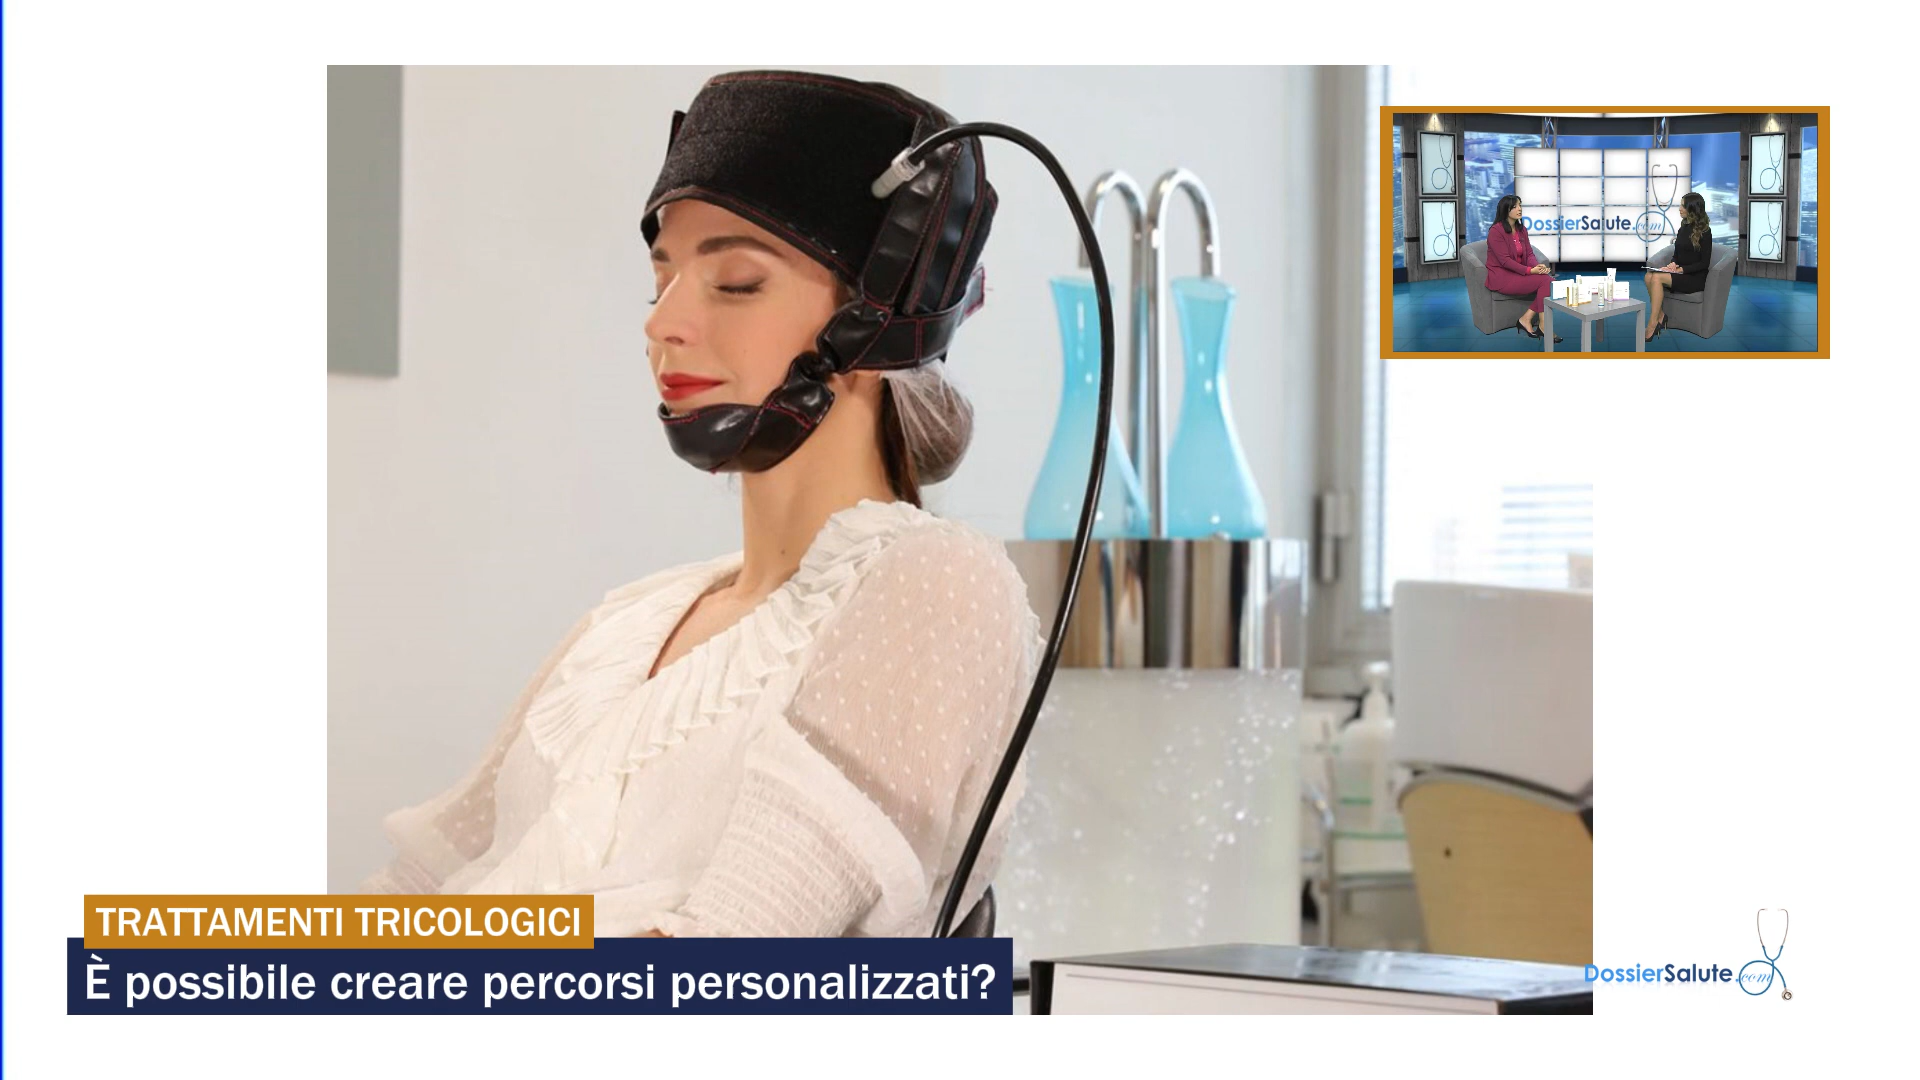 DossierSalute.com
TRATTAMENTI TRICOLOGICI
È possibile creare percorsi personalizzati?
DossierSalute.com